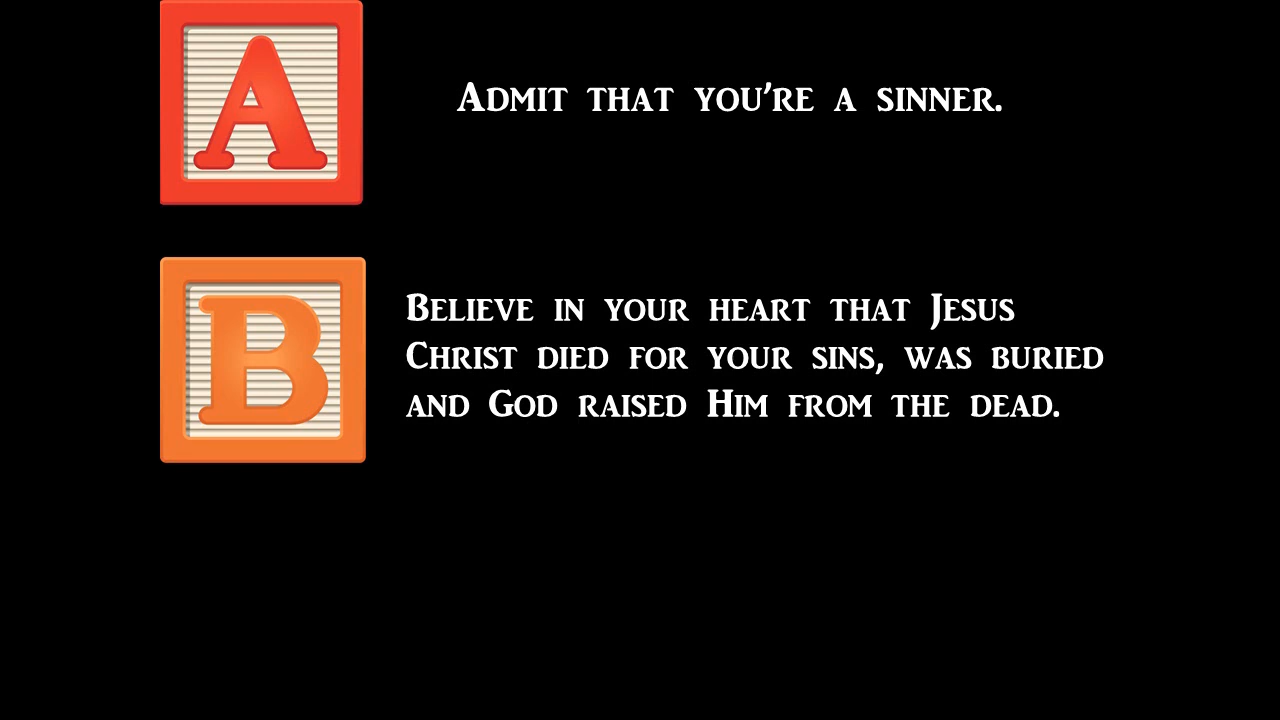 A
Admit that you're a sinner.
B
Believe in your heart that Jesus
Christ died for your sins, was buried
and God raised Him from the dead.